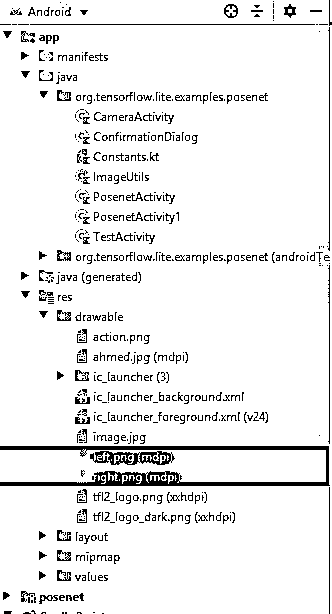 Android
app
manifests
java
org.tensorflow.lite.examples.posenet
CameraActivity
ConfirmationDialog
Constants.kt
ImageUtils
PosenetActivity
PosenetActivity1
TestActivity
org.tensorflow.lite.examples.posenet (androidTe
java (generated)
res
drawable
action.png
ahmed.jpg (mdpi)
ic_launcher (3)
ic_launcher_background.xml
ic_launcher_foreground.xml (v24)
image.jpg
left.png (mdpi)
right.png (mdpi)
tfl2_logo.png (xxhdpi)
tfl2_logo_dark.png (xxhdpi)
layout
mipmap
values
posenet